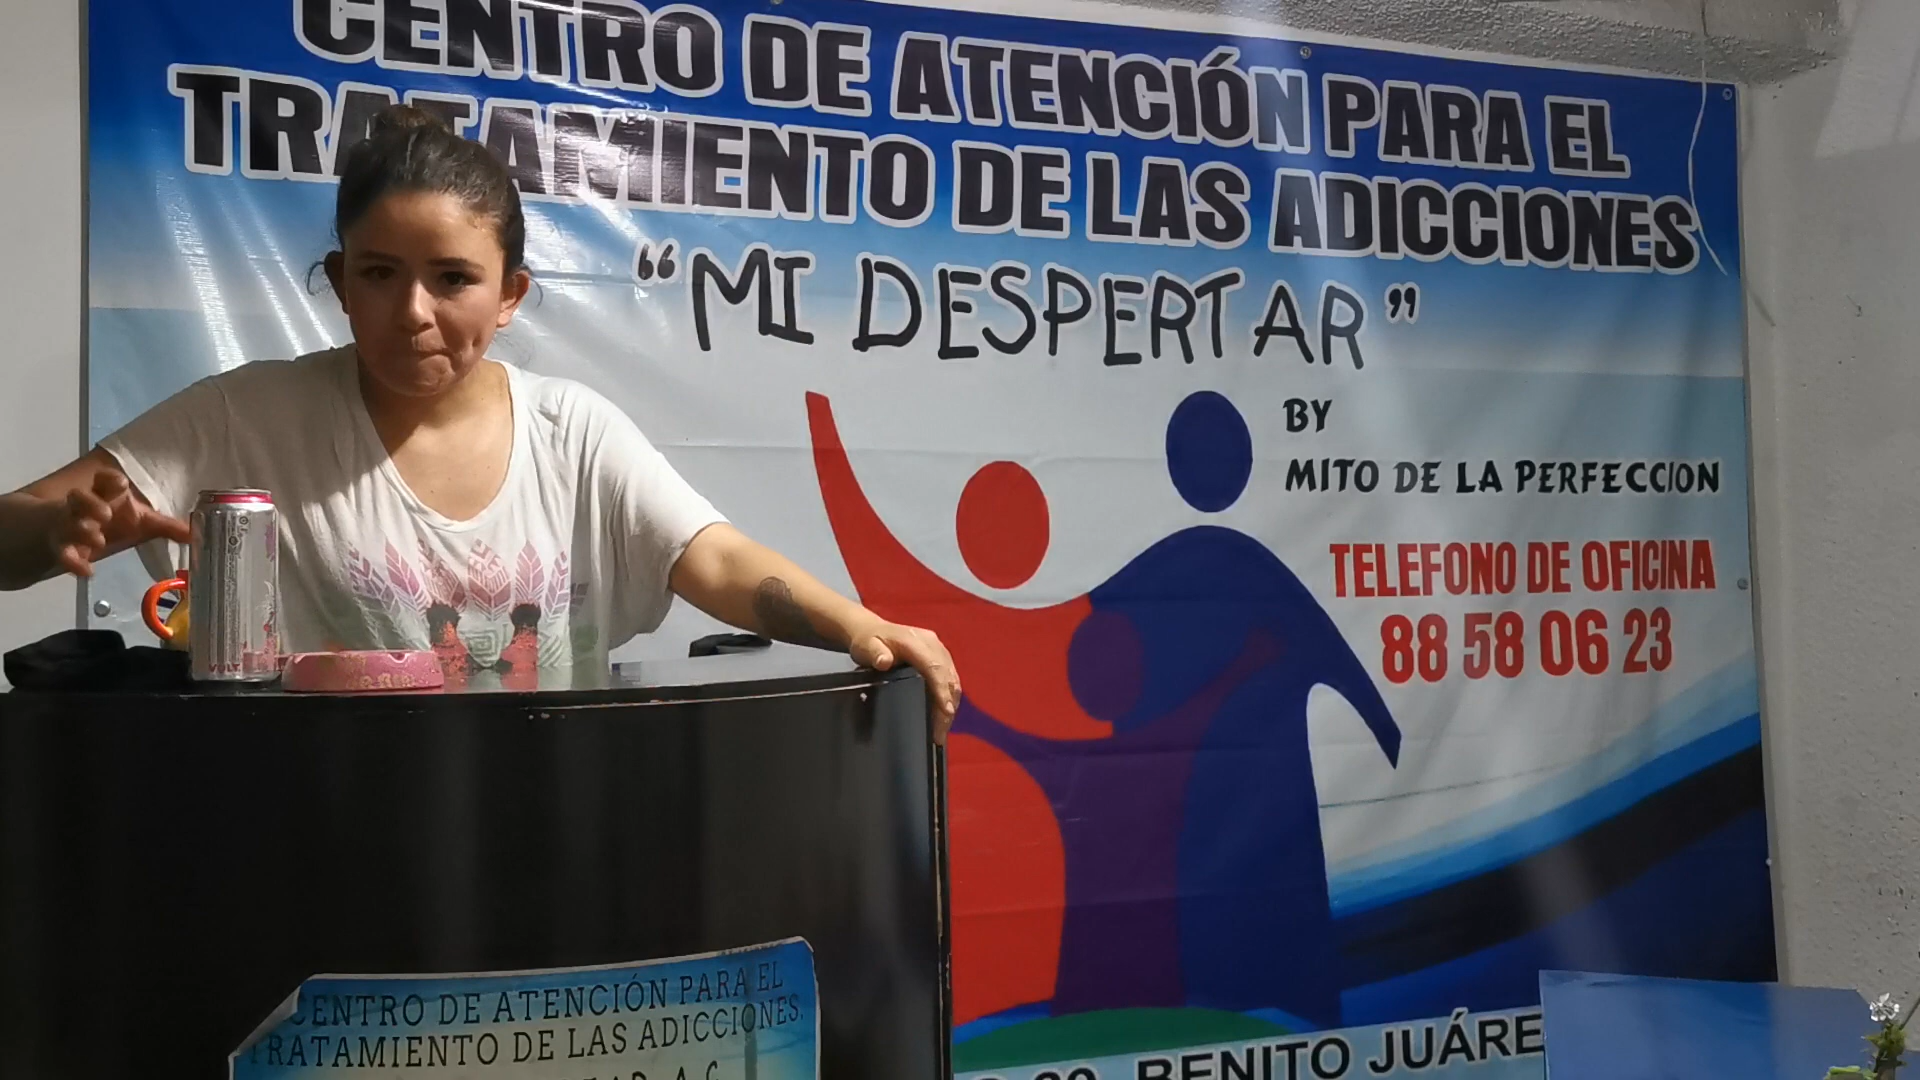 CENTRO DE ATENCIÓN PARA EL
TRATAMIENTO DE LAS ADICCIONES
“MI DESPERTAR”
BY
MITO DE LA PERFECCION
TELEFONO DE OFICINA
88 58 06 23
BENITO JUÁRE
VOLT
CENTRO DE ATENCIÓN PARA EL
TRATAMIENTO DE LAS ADICCIONES.
A.C.